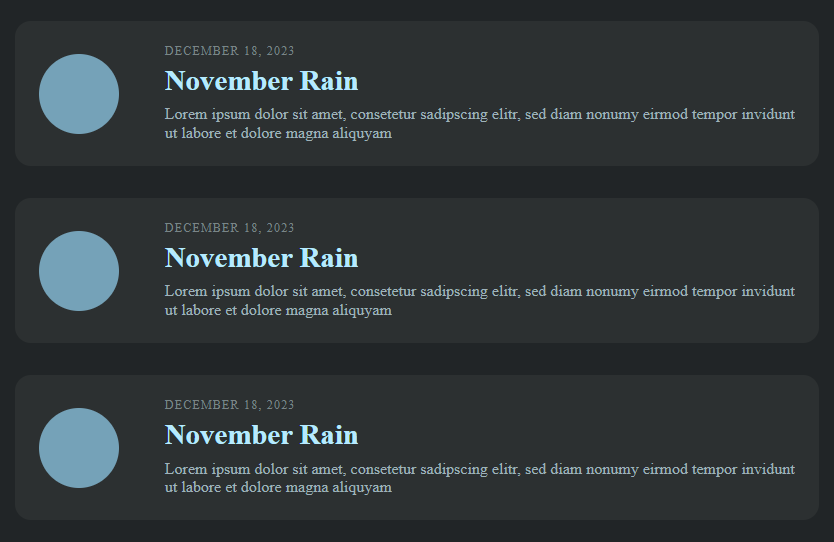 DECEMBER 18, 2023
November Rain
Lorem ipsum dolor sit amet, consetetur sadipscing elitr, sed diam nonumy eirmod tempor invidunt
ut labore et dolore magna aliquyam
DECEMBER 18, 2023
November Rain
Lorem ipsum dolor sit amet, consetetur sadipscing elitr, sed diam nonumy eirmod tempor invidunt
ut labore et dolore magna aliquyam
DECEMBER 18, 2023
November Rain
Lorem ipsum dolor sit amet, consetetur sadipscing elitr, sed diam nonumy eirmod tempor invidunt
ut labore et dolore magna aliquyam